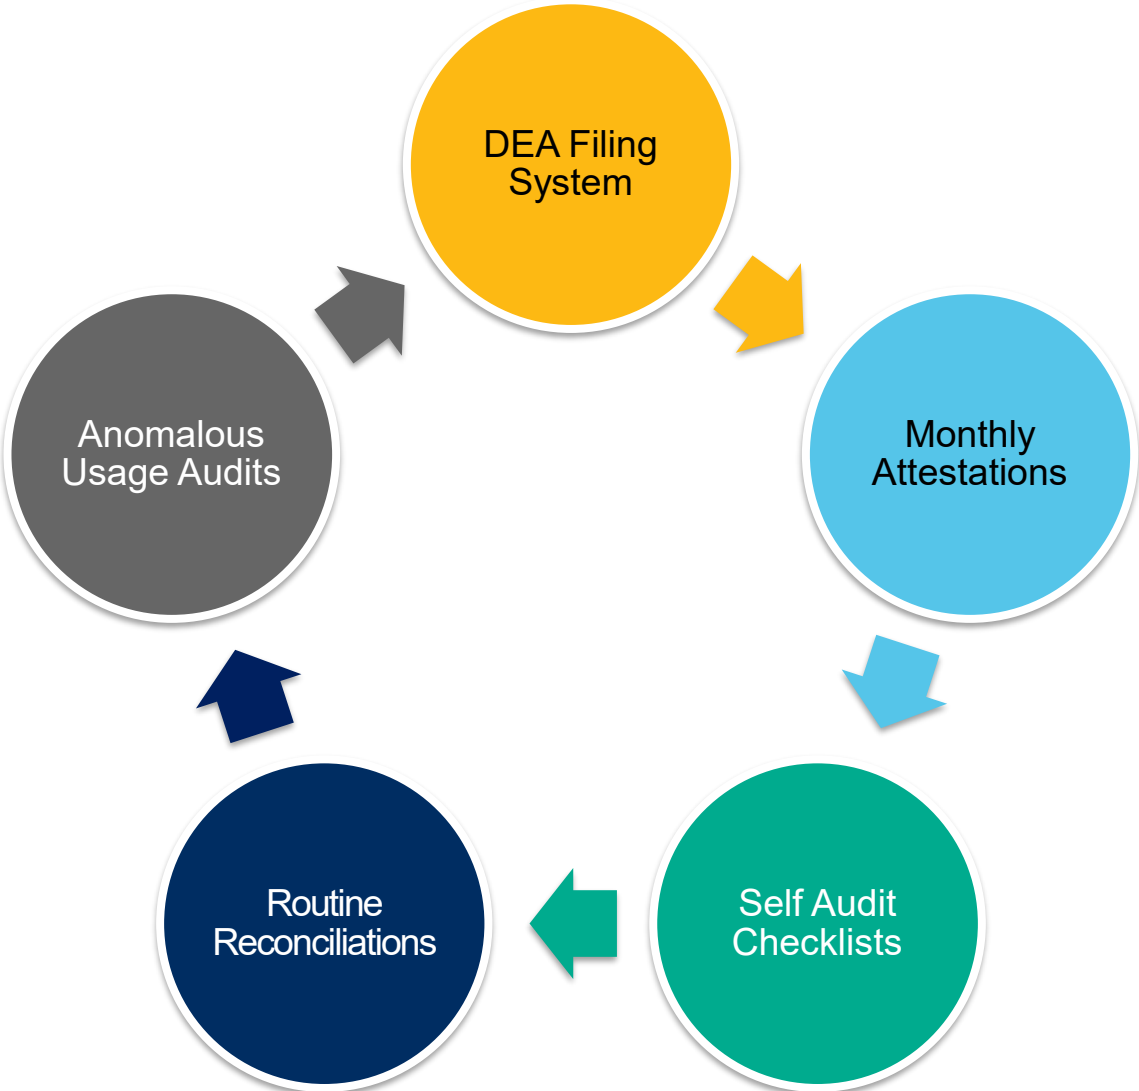 DEA Filing
System
Monthly
Attestations
Self Audit
Checklists
Routine
Reconciliations
Anomalous
Usage Audits